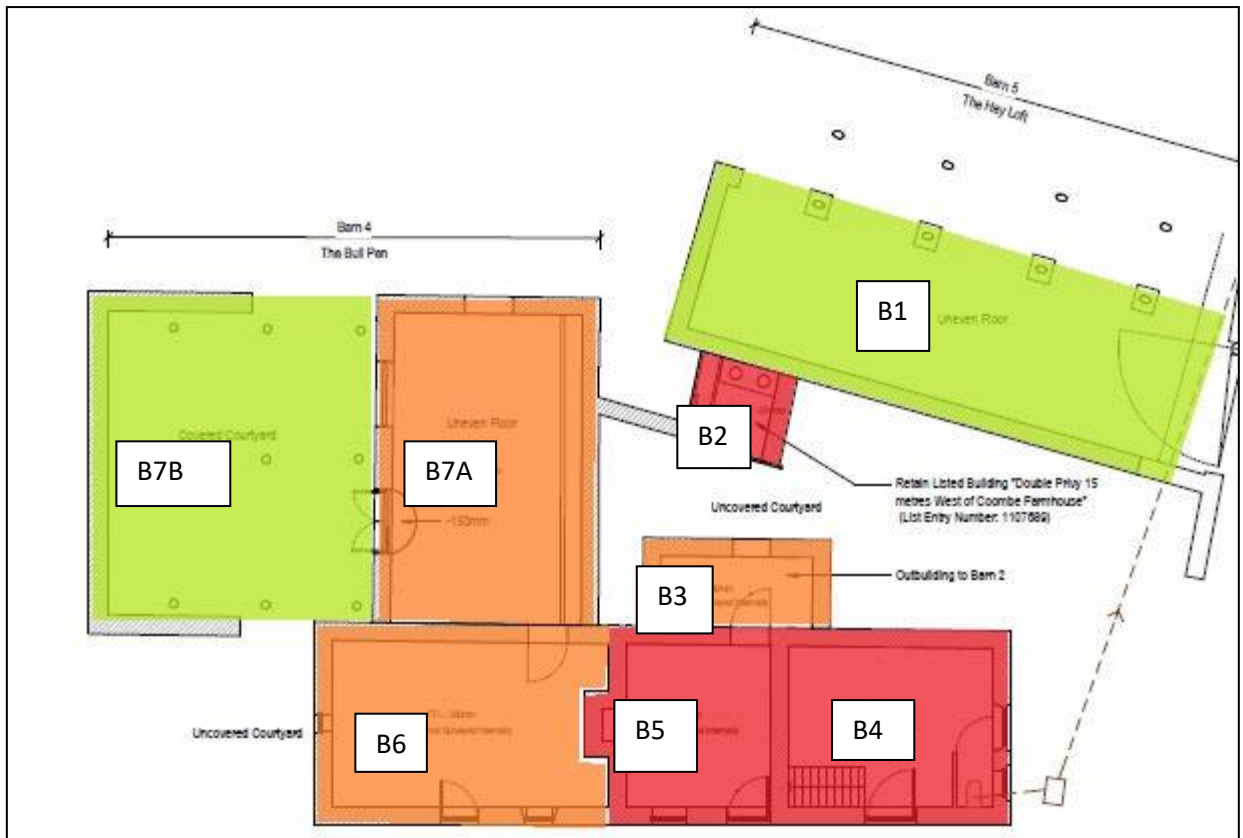 Barn 5
The Hay Loft
Barn 4
The Bull Pen
B1
Uneven Floor
B2
Covered Courtyard
Uneven Floor
B7B
B7A
-150mm
Retain Listed Building "Double Privy 15
metres West of Coombe Farmhouse"
(List Entry Number: 1107689)
Uncovered Courtyard
Outbuilding to Barn 2
B3
Uncovered Courtyard
B6
B5
B4